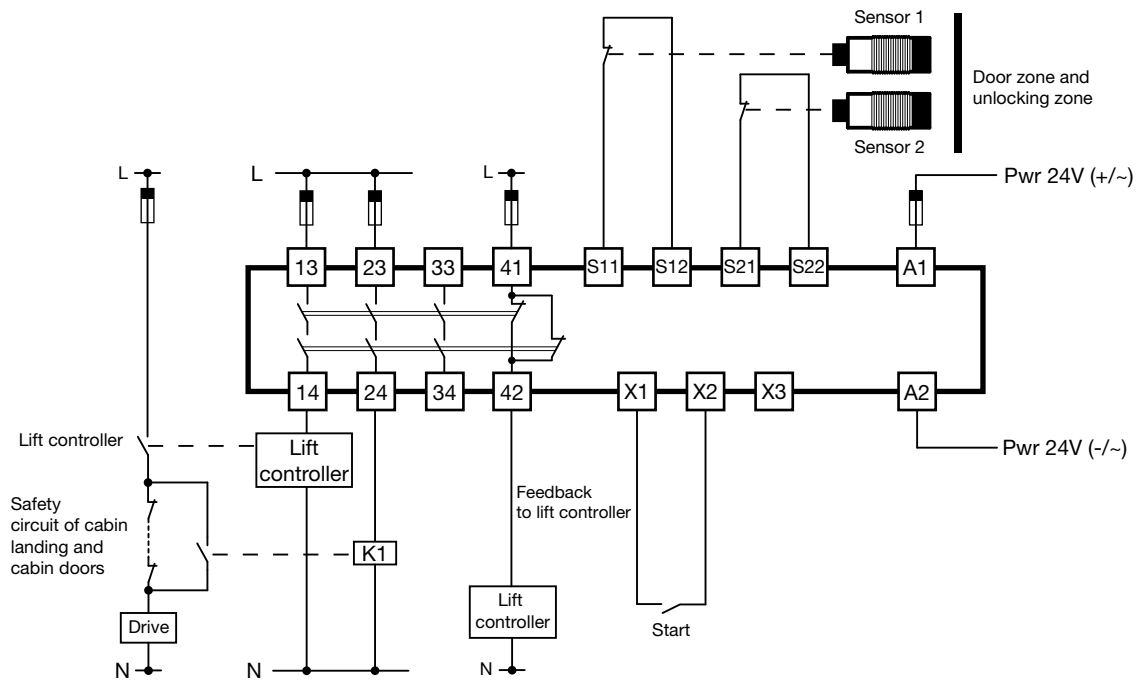 Sensor 1
Door zone and
unlocking zone
Sensor 2
L
L
L
Pwr 24V (+/~)
13
23
33
41
S11
S12
S21
S22
A1
14
24
34
42
X1
X2
X3
A2
Lift controller
Lift
controller
Pwr 24V (-/~)
Safety
circuit of cabin
landing and
cabin doors
Feedback
to lift controller
K1
Lift
controller
Drive
Start
N
N
N